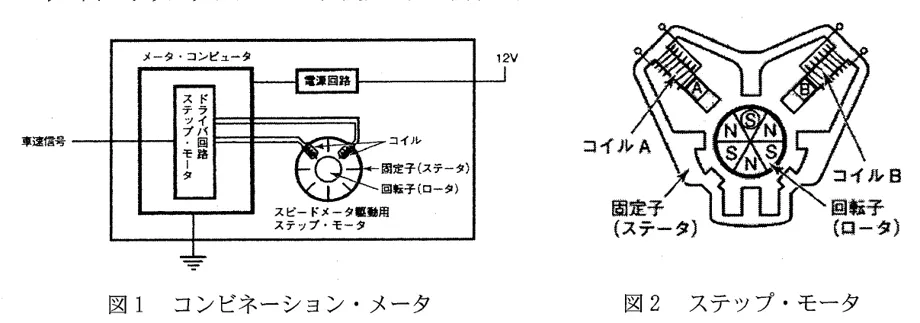 メータ・コンピュータ
12V
電源回路
ドライバ回路
ステップ・モータ
車速信号
コイル
固定子(ステータ)
回転子(ロータ)
スピードメータ駆動用
ステップ・モータ
図1 コンビネーション・メータ
A
B
S
N
N
S
S
N
コイルA
コイルB
固定子
(ステータ)
回転子
(ロータ)
図2 ステップ・モータ